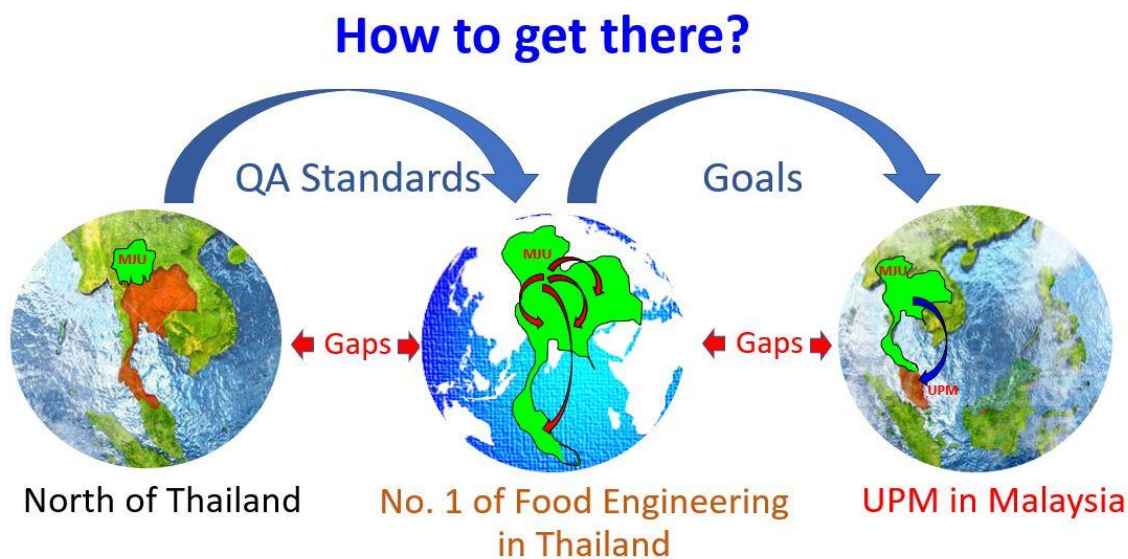 How to get there?
QA Standards
Goals
MJU
MJU
MJU
Gaps
Gaps
UPM
North of Thailand
No. 1 of Food Engineering
in Thailand
UPM in Malaysia